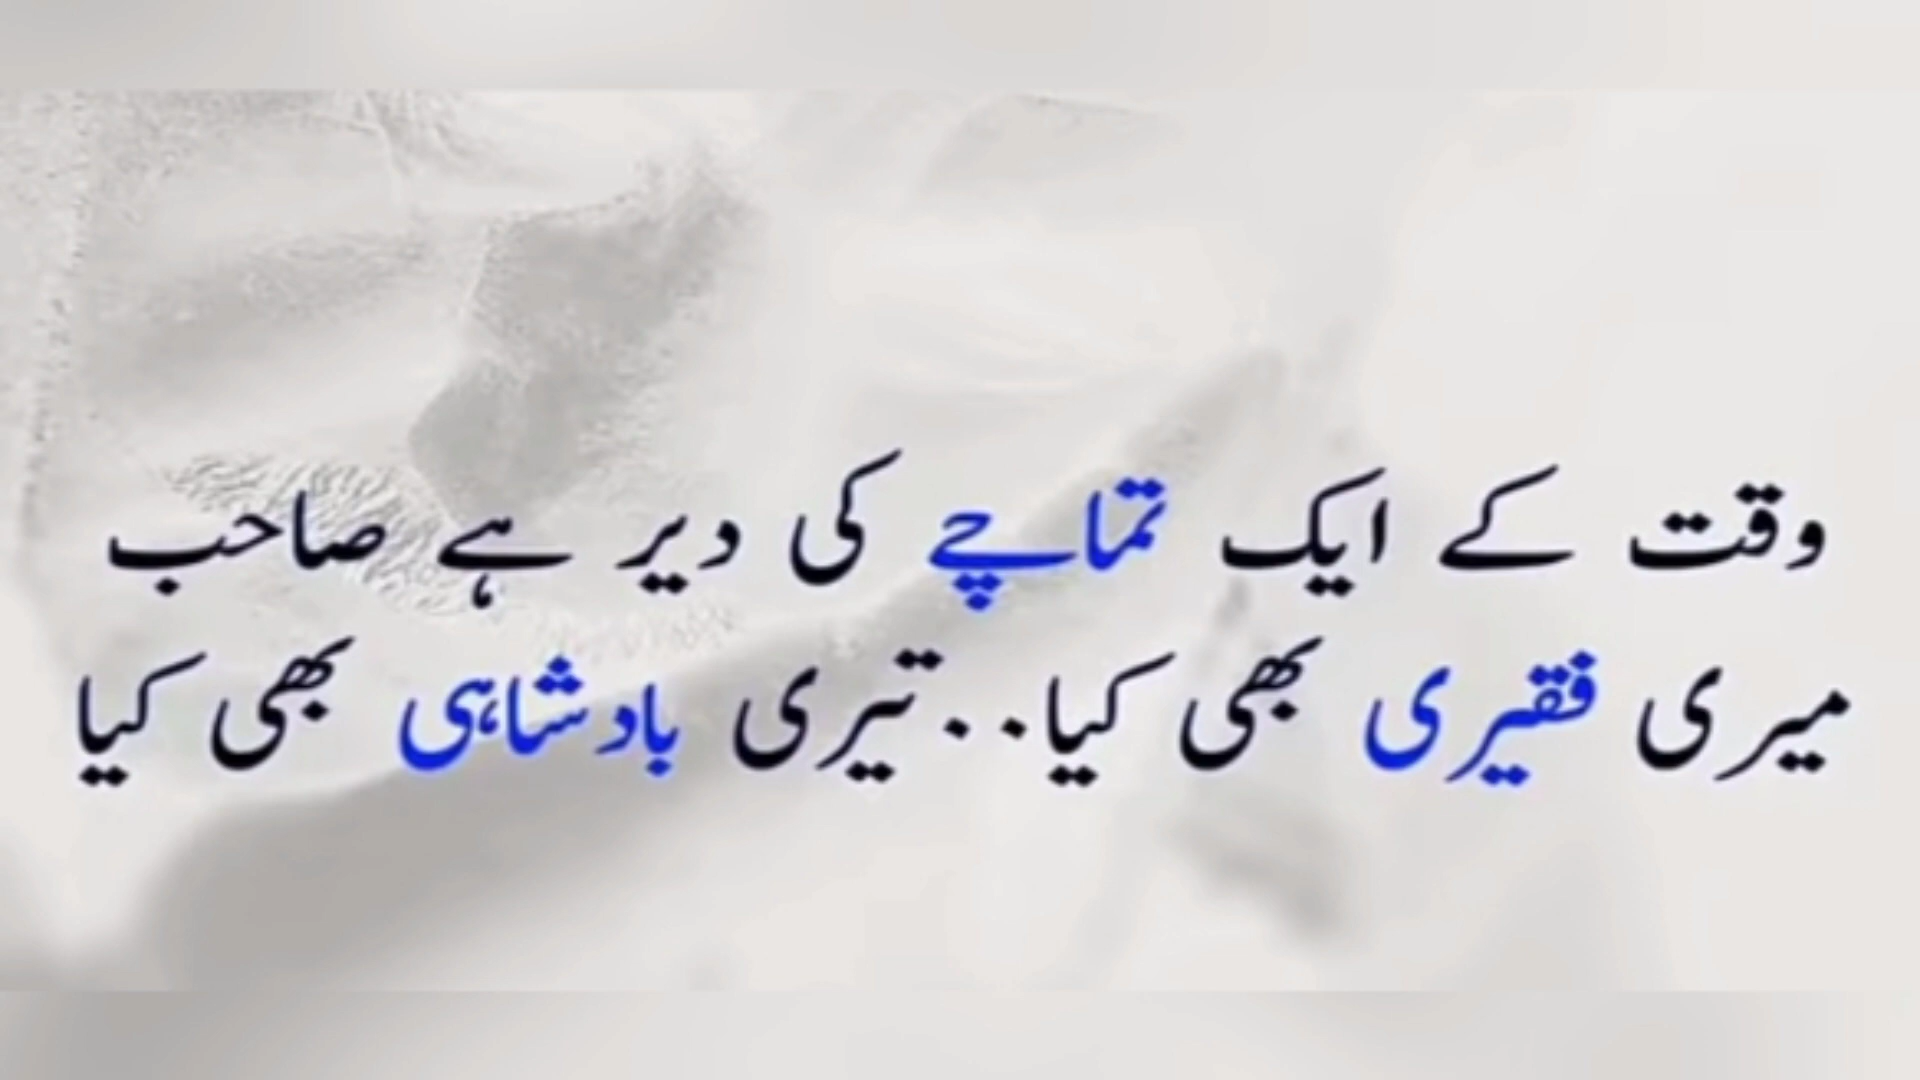 وقت کے ایک تماچے کی دیر ہے صاحب
میری فقیری بھی کیا..تیری بادشاہی بھی کیا